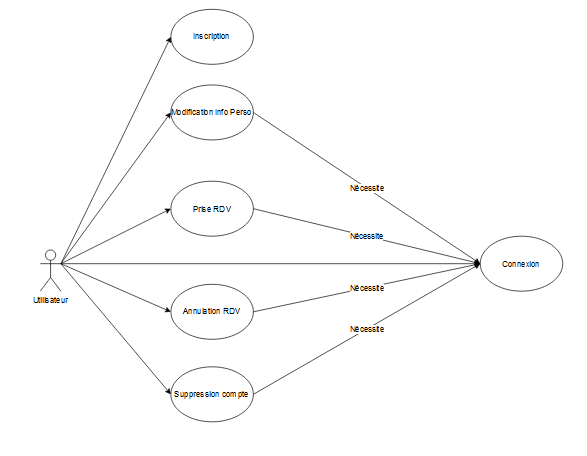 Inscription
Modification Info Perso
Nécessite
Prise RDV
Nécessite
Connexion
Utilisateur
Nécessite
Annulation RDV
Nécessite
Suppression compte